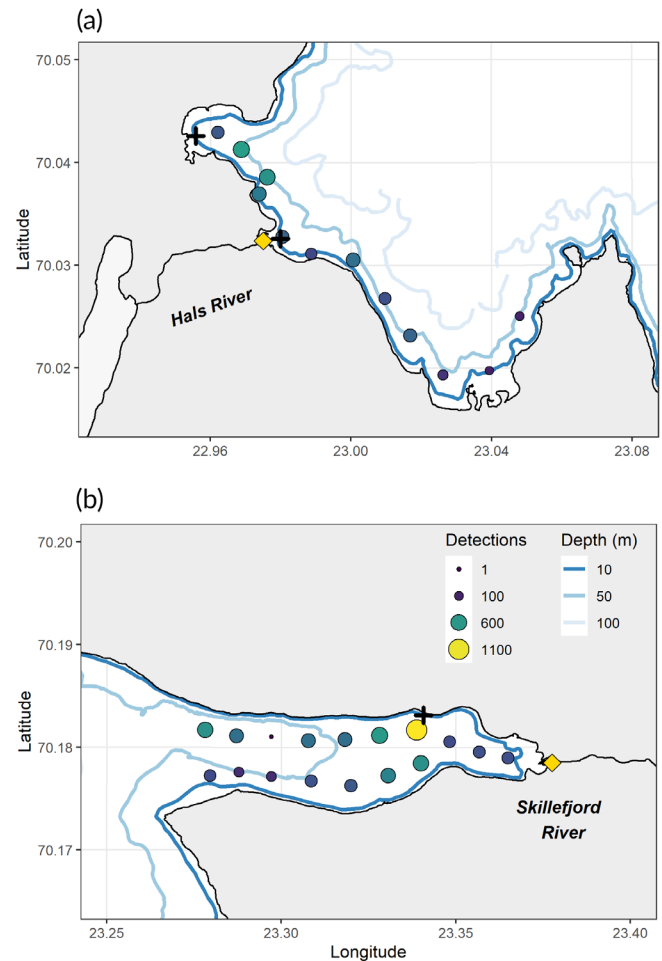 (a)
70.05
70.04
70.03
70.02
Latitude
Hals River
22.96
23.00
23.04
23.08
(b)
70.20
70.19
70.18
70.17
Latitude
Detections
1
100
600
1100
Depth (m)
10
50
100
Skillefjord
River
23.25
23.30
23.35
23.40
Longitude